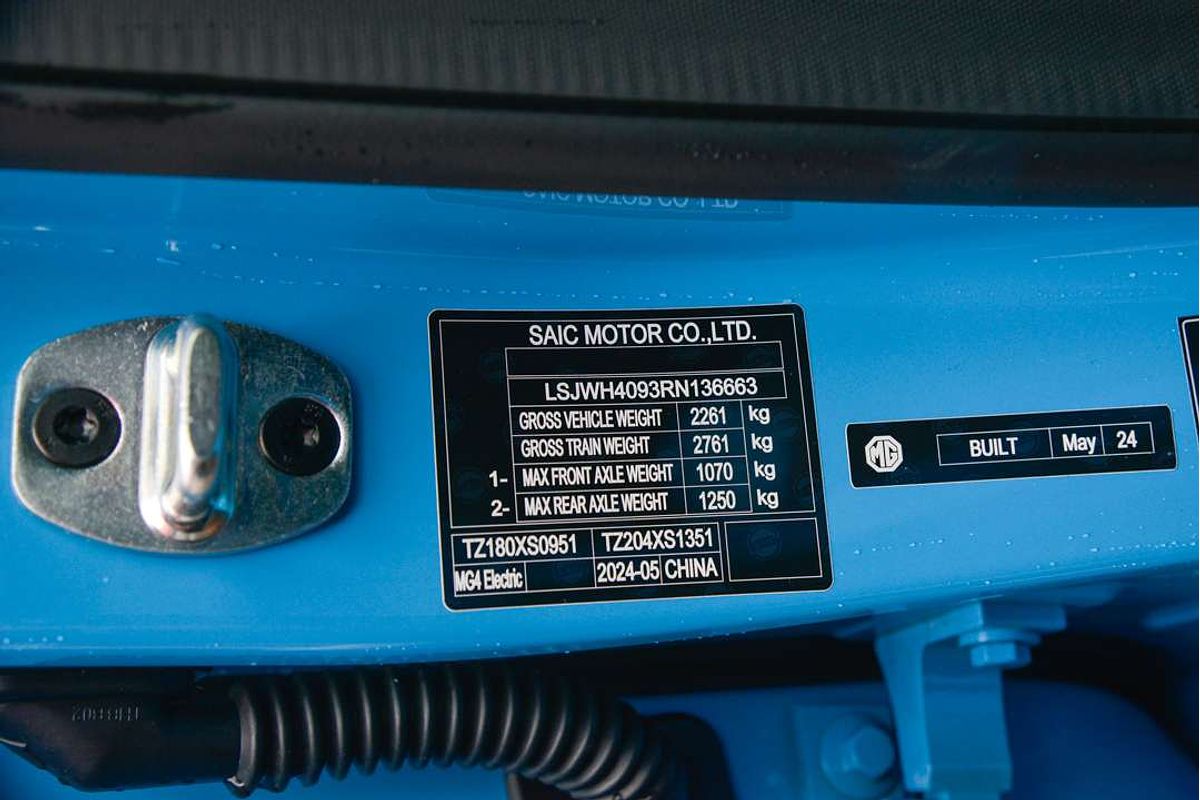 SAIC MOTOR CO.,LTD.
LSJWH4093RN136663
GROSS VEHICLE WEIGHT 2261 kg
GROSS TRAIN WEIGHT 2761 kg
1- MAX FRONT AXLE WEIGHT 1070 kg
2- MAX REAR AXLE WEIGHT 1250 kg
TZ180XS0951 TZ204XS1351
MG4 Electric 2024-05 CHINA
MG BUILT May 24